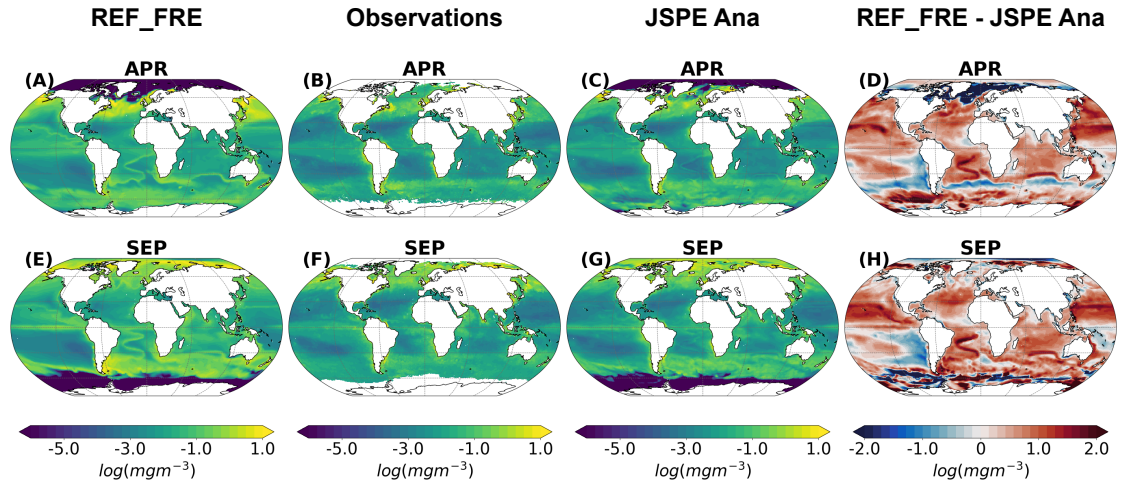 REF_FRE Observations JSPE Ana REF_FRE - JSPE Ana
APR APR APR APR
(A) (B) (C) (D)
SEP SEP SEP SEP
(E) (F) (G) (H)
-5.0 -3.0 -1.0 1.0 -5.0 -3.0 -1.0 1.0 -5.0 -3.0 -1.0 1.0 -2.0 -1.0 0 1.0 2.0
log(mgm⁻³) log(mgm⁻³) log(mgm⁻³) log(mgm⁻³)